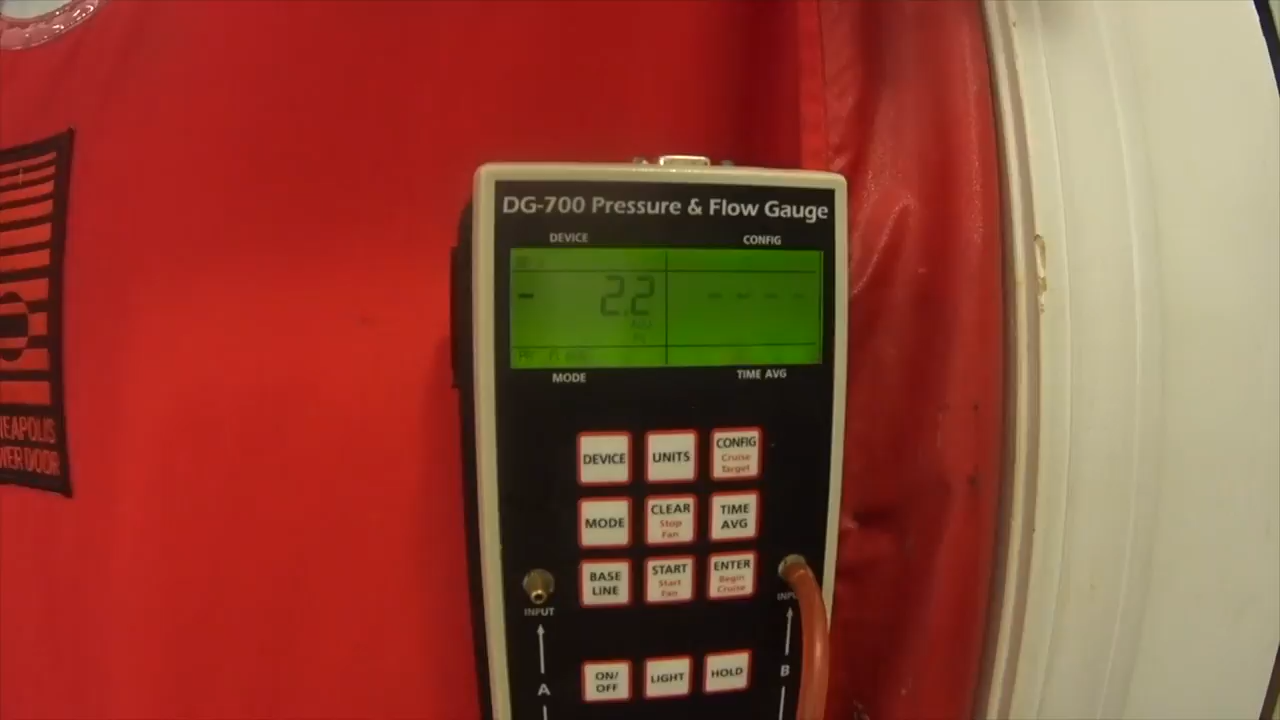 DG-700 Pressure & Flow Gauge
DEVICE CONFIG
- 2.2 - - - -
ADJ
MODE TIME AVG
EAPOLIS
WER DOOR
DEVICE UNITS CONFIG
Cruise
Target
MODE CLEAR TIME
Stop AVG
Fan
BASE START ENTER
LINE Start Begin
Fan Cruise
INPUT
A B
ON/ LIGHT HOLD
OFF